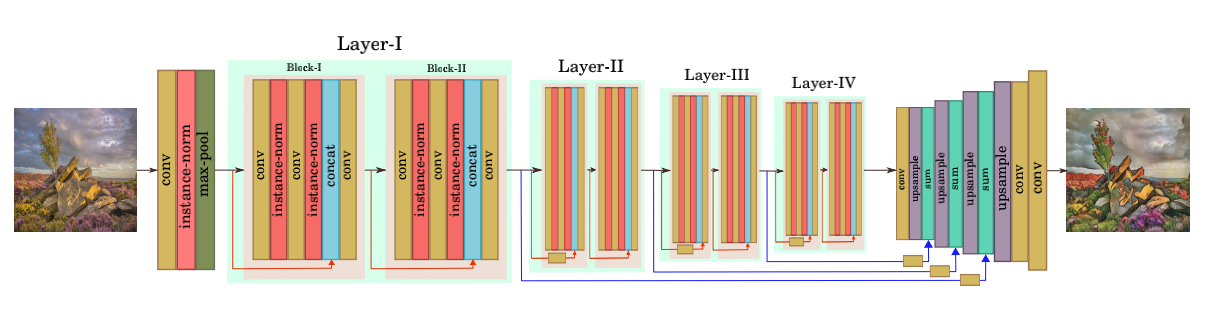 Layer-I
Layer-II
Layer-III
Layer-IV
Block-I
Block-II
conv
instance-norm
max-pool
conv
instance-norm
conv
instance-norm
concat
conv
conv
instance-norm
conv
instance-norm
concat
conv
conv
upsample
sum
upsample
sum
upsample
sum
upsample
conv
conv